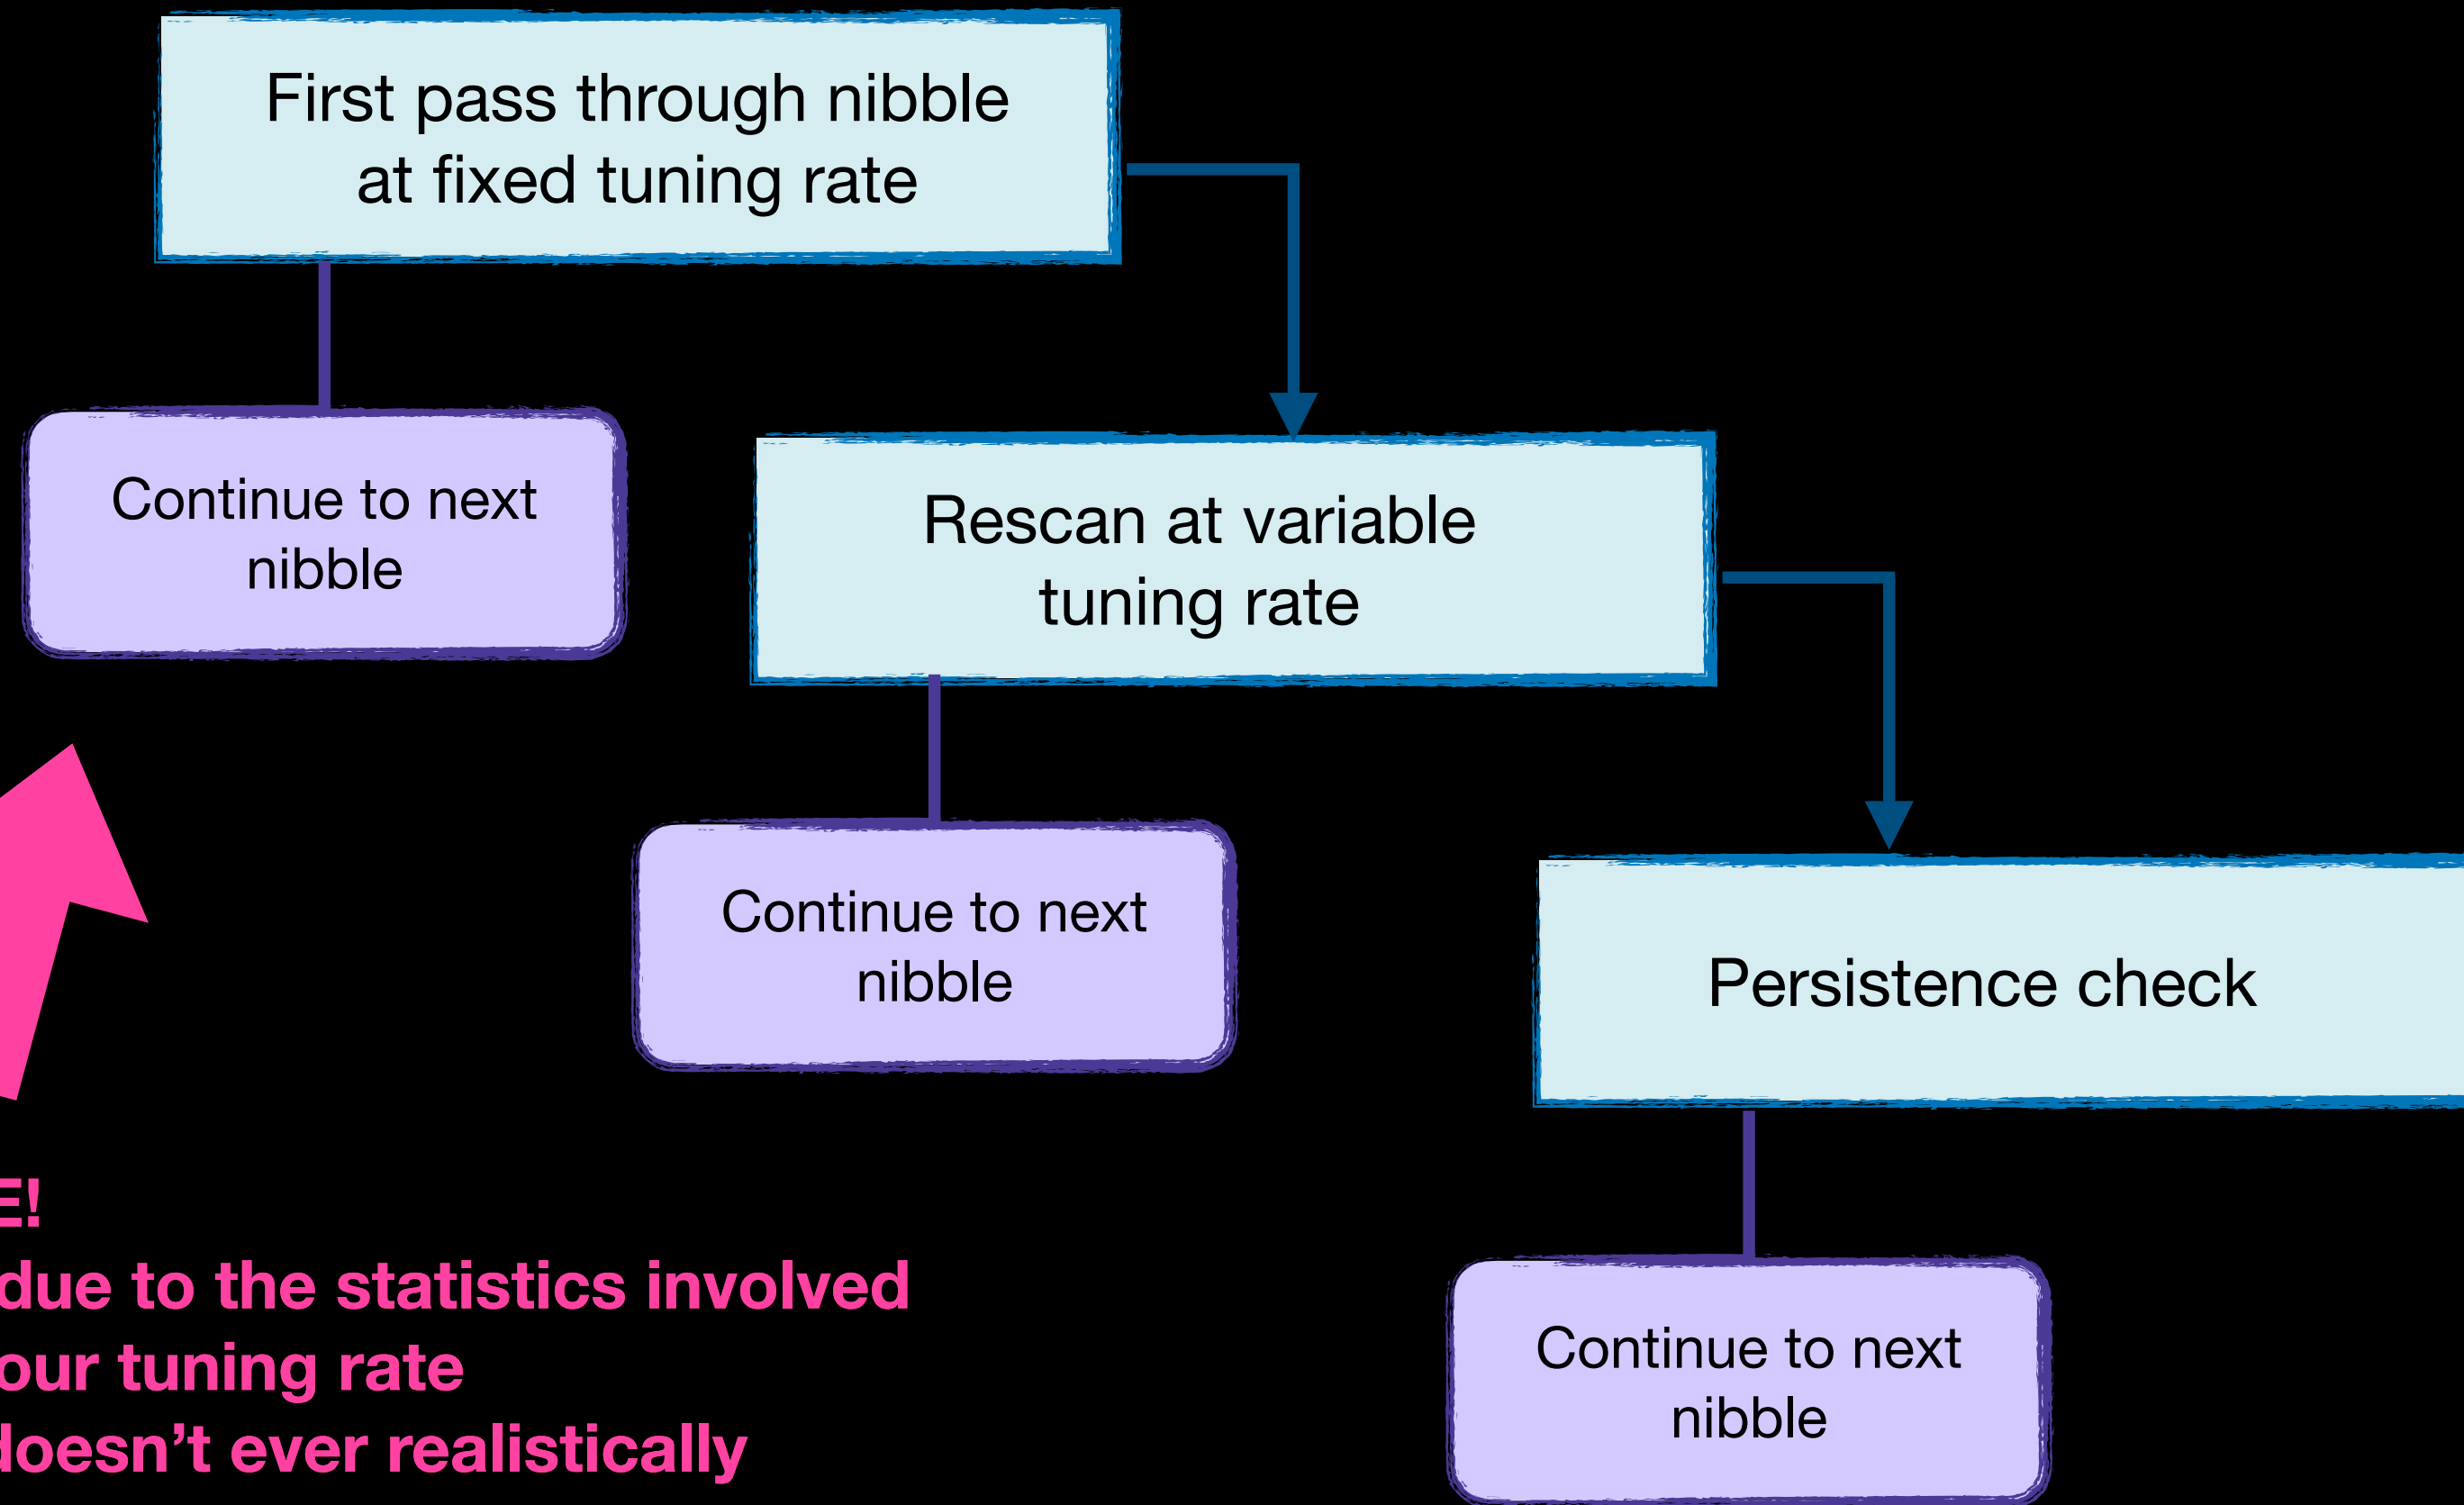 First pass through nibble
at fixed tuning rate
Continue to next
nibble
Rescan at variable
tuning rate
Continue to next
nibble
Persistence check
E!
due to the statistics involved
our tuning rate
doesn’t ever realistically
Continue to next
nibble